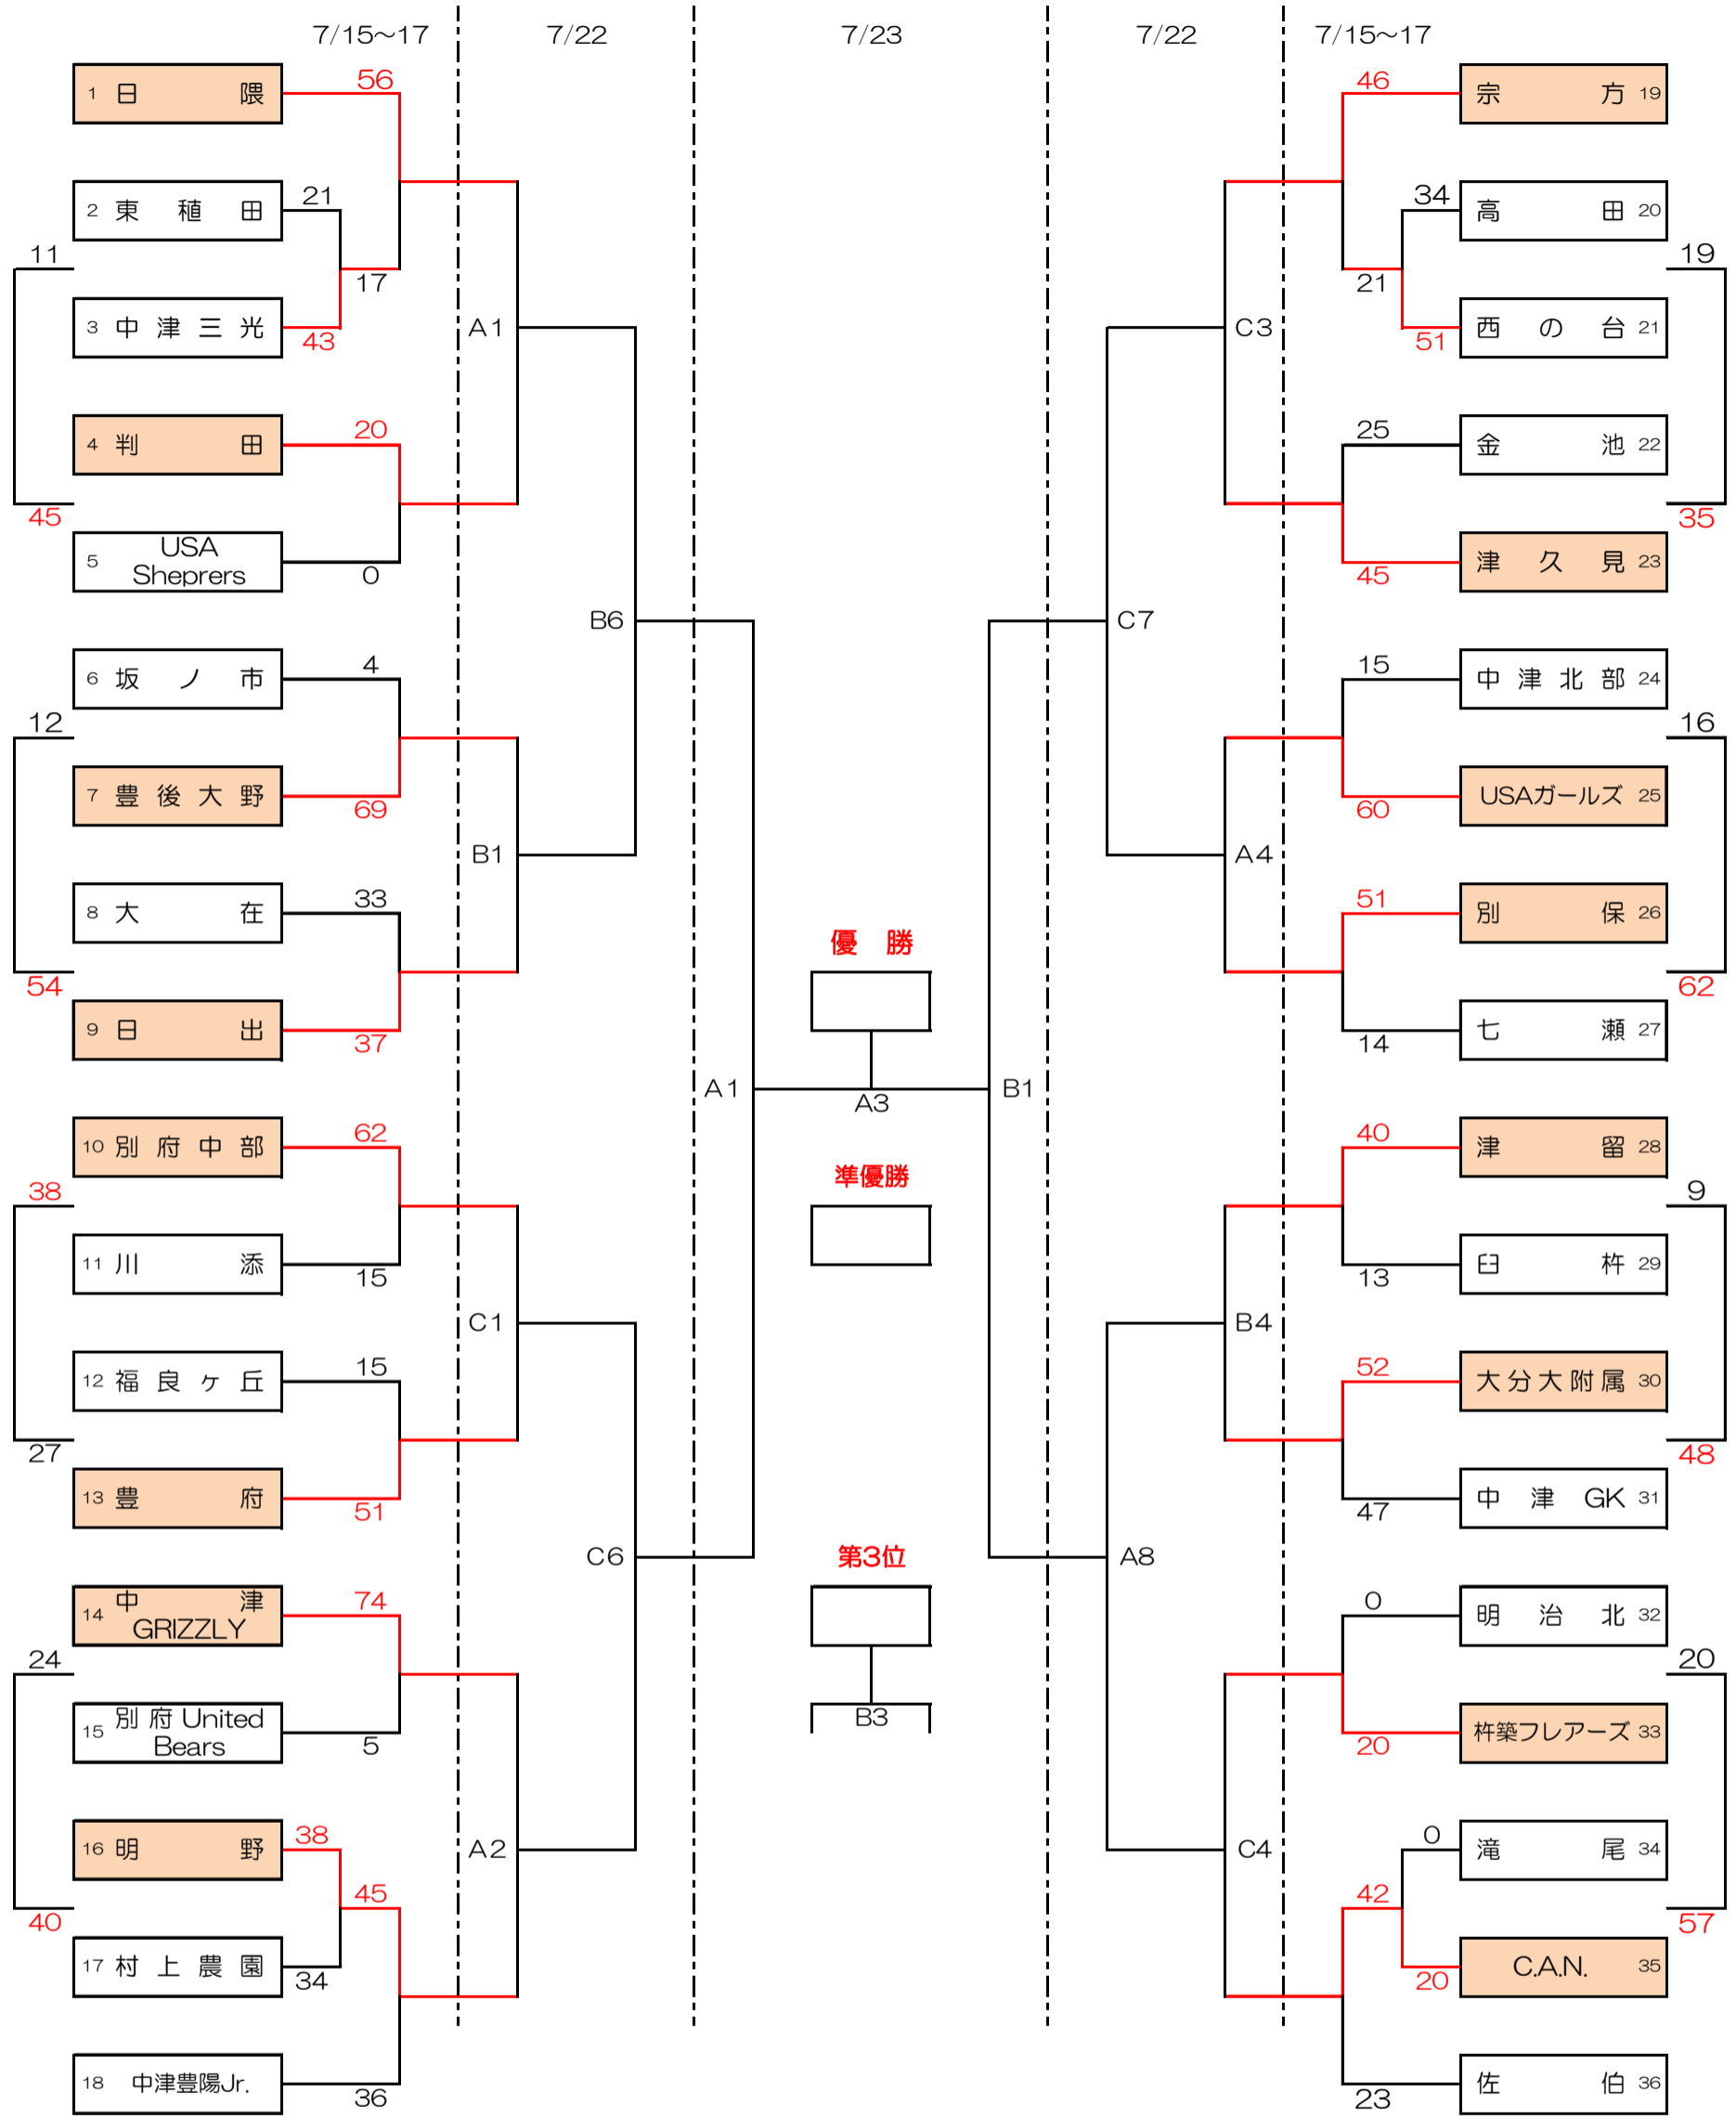 7/15～17 7/22 7/23 7/22 7/15～17
56
1 日隈
46
宗方 19
2 東稙田 21
34 高田 20
11
19
17
21
3 中津三光 43
A1
C3
51 西の台 21
4 判田 20
25 金池 22
45
35
5 USA Sheprers 0
45 津久見 23
B6
C7
6 坂ノ市 4
15 中津北部 24
12
16
7 豊後大野 69
60 USAガールズ 25
B1
A4
8 大在 33
51 別保 26
優勝
54
62
9 日出 37
14 七瀬 27
A1
A3
B1
10 別府中部 62
40 津留 28
準優勝
38
9
11 川添 15
13 臼杵 29
C1
B4
12 福良ヶ丘 15
52 大分大附属 30
27
48
13 豊府 51
47 中津GK 31
C6
第3位
A8
14 中津 GRIZZLY 74
0 明治北 32
24
20
15 別府 United Bears 5
B3
20 杵築フレアーズ 33
16 明野 38
A2
C4
0 滝尾 34
45
42
40
57
17 村上農園 34
20 C.A.N. 35
18 中津豊陽Jr. 36
23 佐伯 36